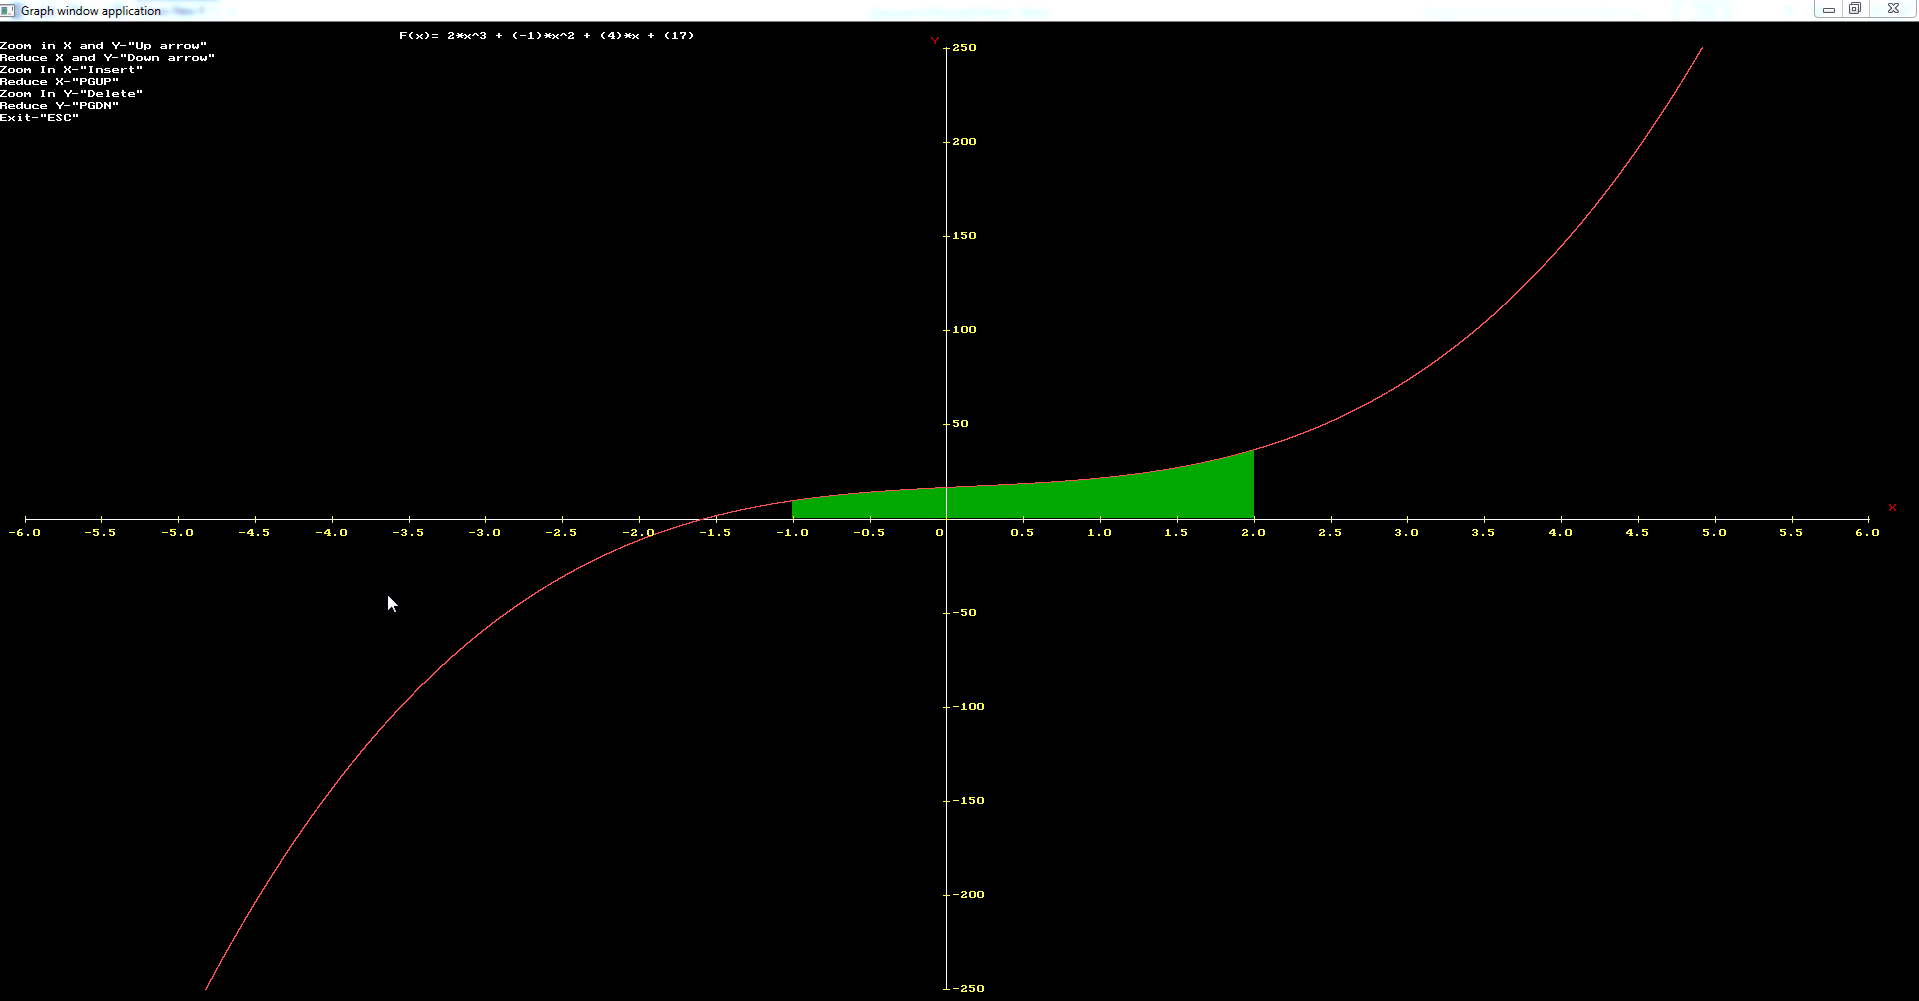 Graph window application
F(x)= 2*x^3 + (-1)*x^2 + (4)*x + (17)
Zoom in X and Y-"Up arrow"
Reduce X and Y-"Down arrow"
Zoom In X-"Insert"
Reduce X-"PGUP"
Zoom In Y-"Delete"
Reduce Y-"PGDN"
Exit-"ESC"
Y
250
200
150
100
50
X
-6.0 -5.5 -5.0 -4.5 -4.0 -3.5 -3.0 -2.5 -2.0 -1.5 -1.0 -0.5 0 0.5 1.0 1.5 2.0 2.5 3.0 3.5 4.0 4.5 5.0 5.5 6.0
-50
-100
-150
-200
-250